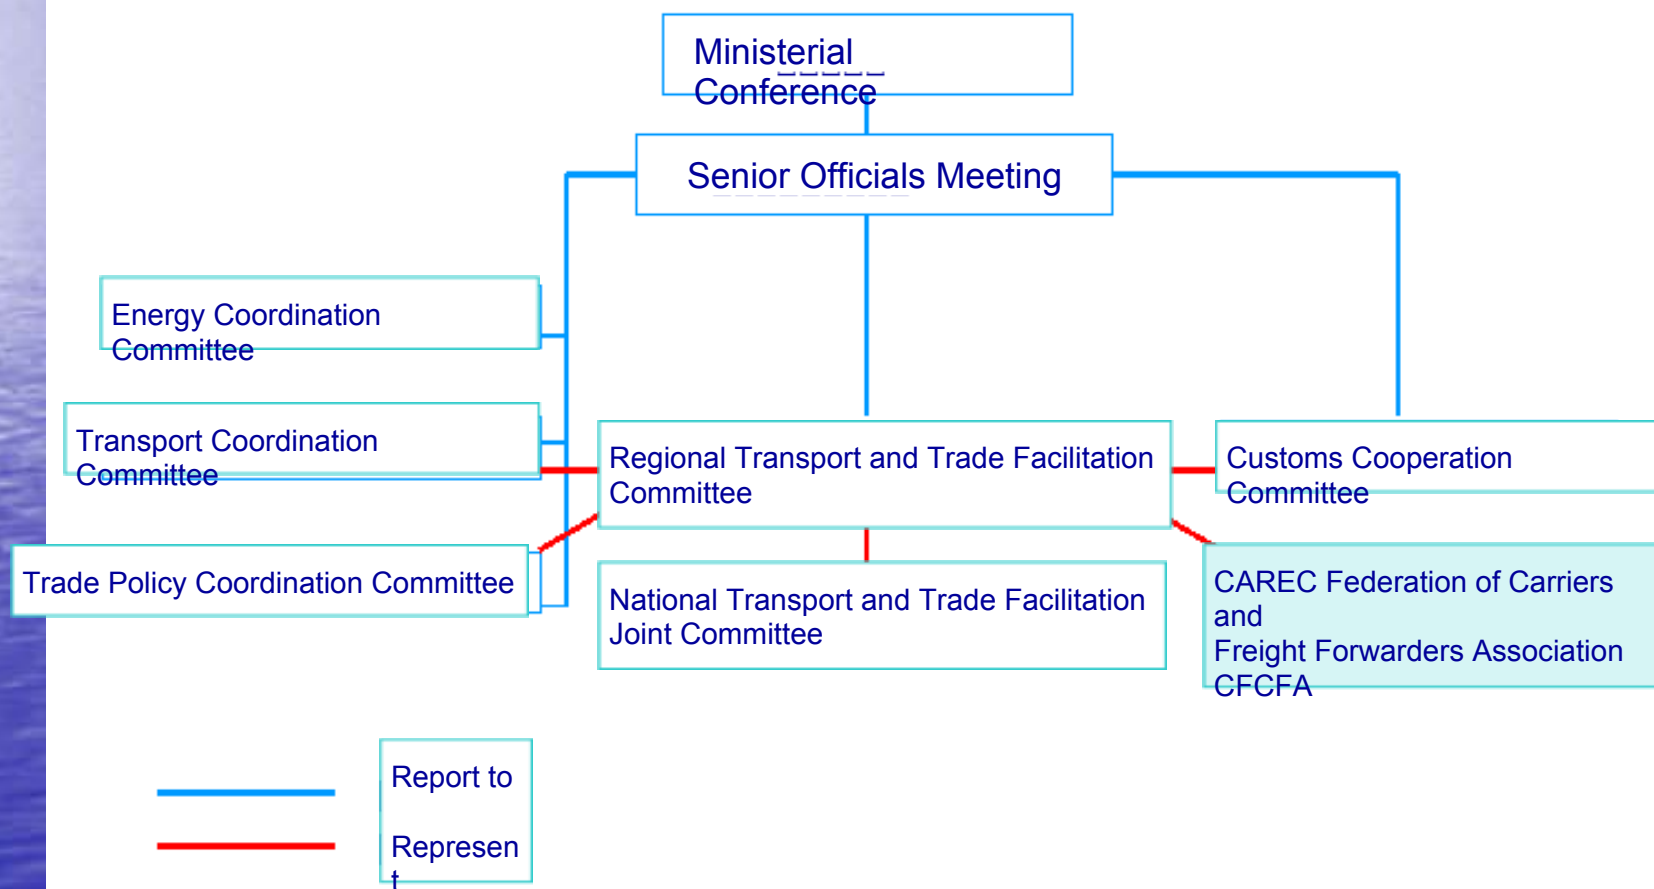 Ministerial
Conference
Senior Officials Meeting
Energy Coordination
Committee
Transport Coordination
Committee
Regional Transport and Trade Facilitation
Committee
Customs Cooperation
Committee
Trade Policy Coordination Committee
National Transport and Trade Facilitation
Joint Committee
CAREC Federation of Carriers
and
Freight Forwarders Association
CFCFA
Report to
Represen
t